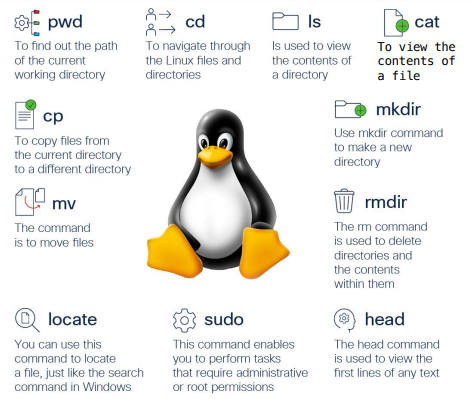 pwd
To find out the path
of the current
working directory
cd
To navigate through
the Linux files and
directories
ls
Is used to view
the contents of
a directory
cat
To view the
contents of
a file
cp
To copy files from
the current directory
to a different directory
mkdir
Use mkdir command
to make a new
directory
mv
The command
is to move files
rmdir
The rm command
is used to delete
directories and
the contents
within them
locate
You can use this
command to locate
a file, just like the search
command in Windows
sudo
This command enables
you to perform tasks
that require administrative
or root permissions
head
The head command
is used to view the
first lines of any text